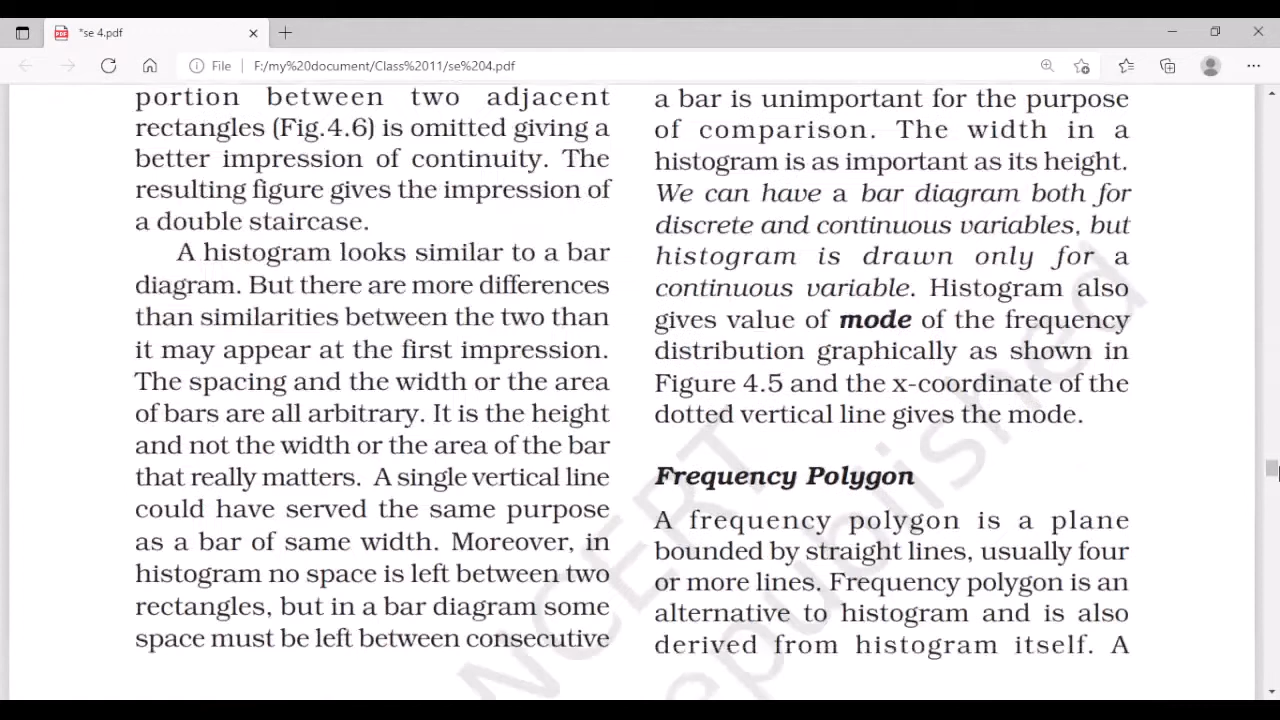 *se 4.pdf
File
F:/my%20document/Class%2011/se%204.pdf
portion between two adjacent
rectangles (Fig.4.6) is omitted giving a
better impression of continuity. The
resulting figure gives the impression of
a double staircase.
A histogram looks similar to a bar
diagram. But there are more differences
than similarities between the two than
it may appear at the first impression.
The spacing and the width or the area
of bars are all arbitrary. It is the height
and not the width or the area of the bar
that really matters. A single vertical line
could have served the same purpose
as a bar of same width. Moreover, in
histogram no space is left between two
rectangles, but in a bar diagram some
space must be left between consecutive
a bar is unimportant for the purpose
of comparison. The width in a
histogram is as important as its height.
We can have a bar diagram both for
discrete and continuous variables, but
histogram is drawn only for a
continuous variable. Histogram also
gives value of mode of the frequency
distribution graphically as shown in
Figure 4.5 and the x-coordinate of the
dotted vertical line gives the mode.
Frequency Polygon
A frequency polygon is a plane
bounded by straight lines, usually four
or more lines. Frequency polygon is an
alternative to histogram and is also
derived from histogram itself. A
NCERT
republished